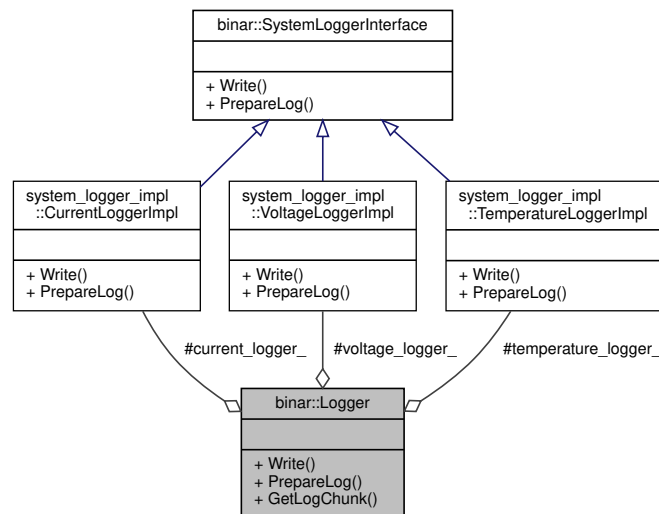 binar::SystemLoggerInterface
+ Write()
+ PrepareLog()
system_logger_impl
::CurrentLoggerImpl
+ Write()
+ PrepareLog()
system_logger_impl
::VoltageLoggerImpl
+ Write()
+ PrepareLog()
system_logger_impl
::TemperatureLoggerImpl
+ Write()
+ PrepareLog()
#current_logger_
#voltage_logger_
#temperature_logger_
binar::Logger
+ Write()
+ PrepareLog()
+ GetLogChunk()